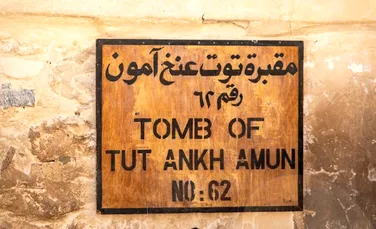 مقبرة توت عنخ آمون
رقم ٦٢
TOMB OF
TUT ANKH AMUN
NO: 62